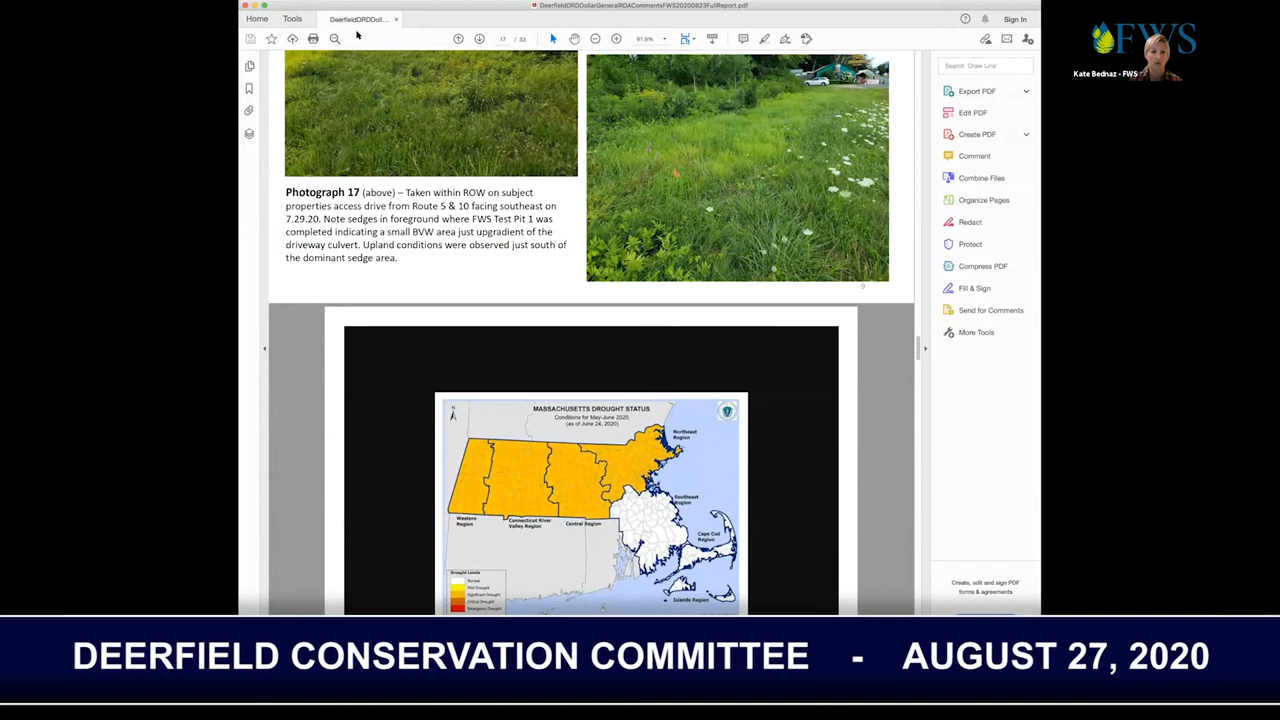 DeerfieldDRDDollarGeneralRDACommentsFWS20200823FullReport.pdf
Home
Tools
DeerfieldDRDDoll...
×
Sign In
17 / 33
91.9%
FWS
Kate Bednaz - FWS
Search 'Draw Line'
Export PDF
Edit PDF
Create PDF
Comment
Combine Files
Organize Pages
Redact
Protect
Compress PDF
Fill & Sign
Send for Comments
More Tools
Create, edit and sign PDF
forms & agreements
Photograph 17 (above) – Taken within ROW on subject
properties access drive from Route 5 & 10 facing southeast on
7.29.20. Note sedges in foreground where FWS Test Pit 1 was
completed indicating a small BVW area just upgradient of the
driveway culvert. Upland conditions were observed just south of
the dominant sedge area.
9
N
MASSACHUSETTS DROUGHT STATUS
Conditions for May-June 2020,
(as of June 24, 2020)
Northeast
Region
Southeast
Region
Cape Cod
Region
Islands Region
Western
Region
Connecticut River
Valley Region
Central Region
Drought Levels
Normal
Mild Drought
Significant Drought
Critical Drought
Emergency Drought
DEERFIELD CONSERVATION COMMITTEE - AUGUST 27, 2020